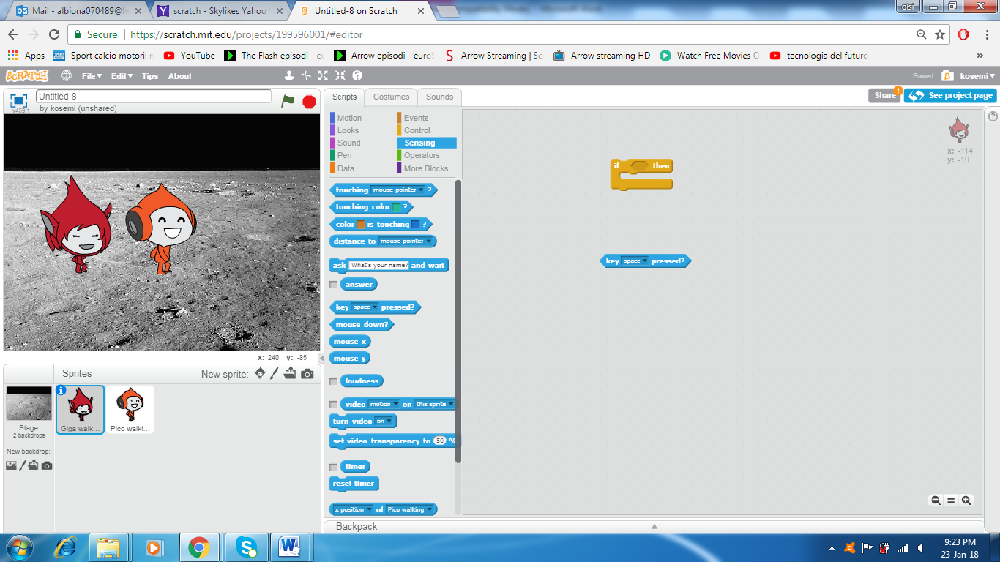 Mail - albiona070489@h
scratch - Skylikes Yahoo
Untitled-8 on Scratch
Microsoft Word
olsi
Secure https://scratch.mit.edu/projects/199596001/#editor
Apps
Sport calcio motori: n
YouTube
The Flash episodi - eu
Arrow episodi - euroS
Arrow Streaming | Se
Arrow streaming HD
Watch Free Movies O
tecnologia del futuro
»
SCRATCH
File
Edit
Tips
About
Saved
kosemi
Untitled-8
by kosemi (unshared)
v459.1
Scripts
Costumes
Sounds
Share
!
See project page
Motion
Events
Looks
Control
Sound
Sensing
Pen
Operators
Data
More Blocks
touching mouse-pointer ?
touching color ?
color is touching ?
distance to mouse-pointer
ask What's your name? and wait
answer
key space pressed?
mouse down?
mouse x
mouse y
loudness
video motion on this sprite
turn video on
set video transparency to 50 %
timer
reset timer
x position of Pico walking
if then
key space pressed?
x: -114
y: -19
x: 240 y: -85
Sprites
New sprite:
Stage
2 backdrops
New backdrop:
Giga walk...
Pico walki...
Backpack
9:23 PM
23-Jan-18